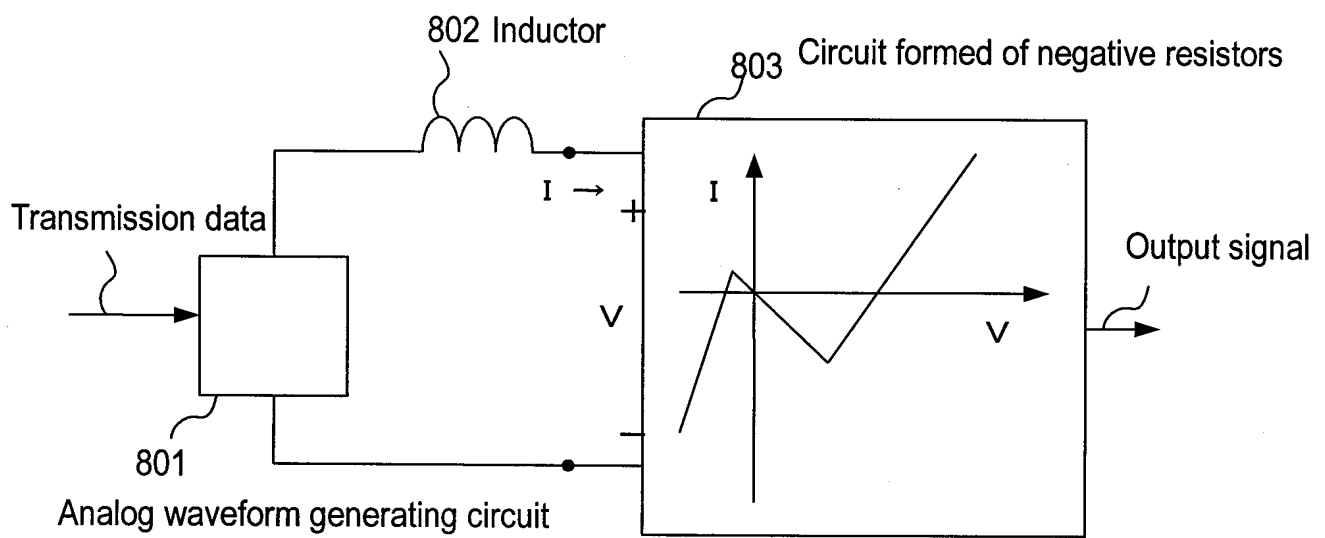 802 Inductor
803 Circuit formed of negative resistors
I →
+
I
Transmission data
Output signal
V
V
−
801
Analog waveform generating circuit